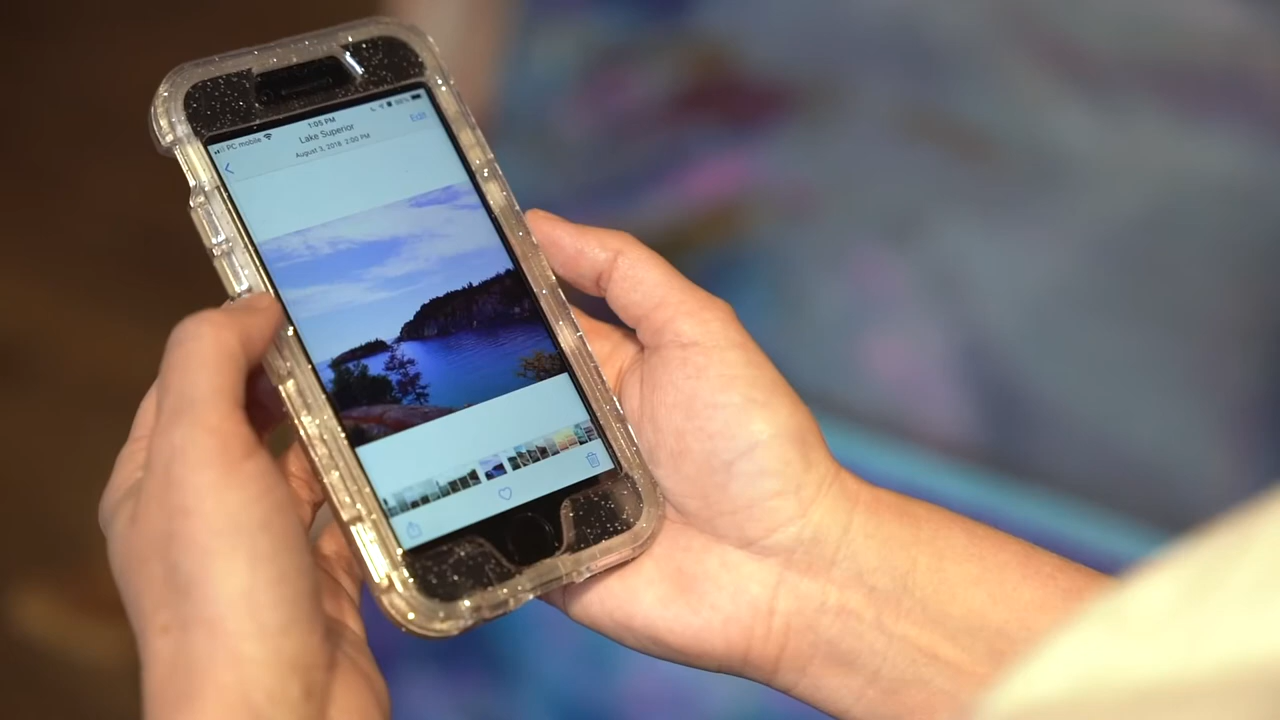 1:05 PM
PC mobile
Lake Superior
Edit
August 3, 2018 2:00 PM